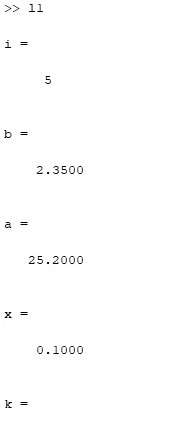 >> l1
i =
5
b =
2.3500
a =
25.2000
x =
0.1000
k =